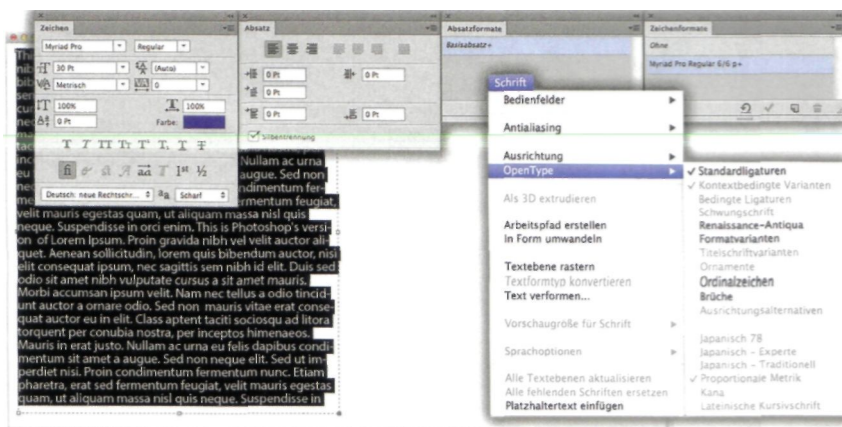 Zeichen
Myriad Pro
Regular
30 Pt
(Auto)
Metrisch
0
100%
100%
0 Pt
Farbe:
T T TT Tr T' T, T T
fi st 1st ½
Deutsch: neue Rechtschr...
aa
Scharf
Absatz
0 Pt
0 Pt
0 Pt
0 Pt
0 Pt
Silbentrennung
Absatzformate
Basisabsatz+
Zeichenformate
Ohne
Myriad Pro Regular 6/6 p+
Nullam ac urna
augue. Sed non
ndimentum fer-
rmentum feugiat,
velit mauris egestas quam, ut aliquam massa nisl quis
neque. Suspendisse in orci enim. This is Photoshop's versi-
on of Lorem Ipsum. Proin gravida nibh vel velit auctor ali-
quet. Aenean sollicitudin, lorem quis bibendum auctor, nisi
elit consequat ipsum, nec sagittis sem nibh id elit. Duis sed
odio sit amet nibh vulputate cursus a sit amet mauris.
Morbi accumsan ipsum velit. Nam nec tellus a odio tincid-
unt auctor a ornare odio. Sed non mauris vitae erat conse-
quat auctor eu in elit. Class aptent taciti sociosqu ad litora
torquent per conubia nostra, per inceptos himenaeos.
Mauris in erat justo. Nullam ac urna eu felis dapibus condi-
mentum sit amet a augue. Sed non neque elit. Sed ut im-
perdiet nisi. Proin condimentum fermentum nunc. Etiam
pharetra, erat sed fermentum feugiat, velit mauris egestas
quam, ut aliquam massa nisl quis neque. Suspendisse in
Schrift
Bedienfelder
Antialiasing
Ausrichtung
OpenType
Als 3D extrudieren
Arbeitspfad erstellen
In Form umwandeln
Textebene rastern
Textformtyp konvertieren
Text verformen...
Vorschaugröße für Schrift
Sprachoptionen
Alle Textebenen aktualisieren
Alle fehlenden Schriften ersetzen
Platzhaltertext einfügen
Standardligaturen
Kontextbedingte Varianten
Bedingte Ligaturen
Schwungschrift
Renaissance-Antiqua
Formatvarianten
Titelschriftvarianten
Ornamente
Ordinalzeichen
Brüche
Ausrichtungsalternativen
Japanisch 78
Japanisch – Experte
Japanisch – Traditionell
Proportionale Metrik
Kana
Lateinische Kursivschrift